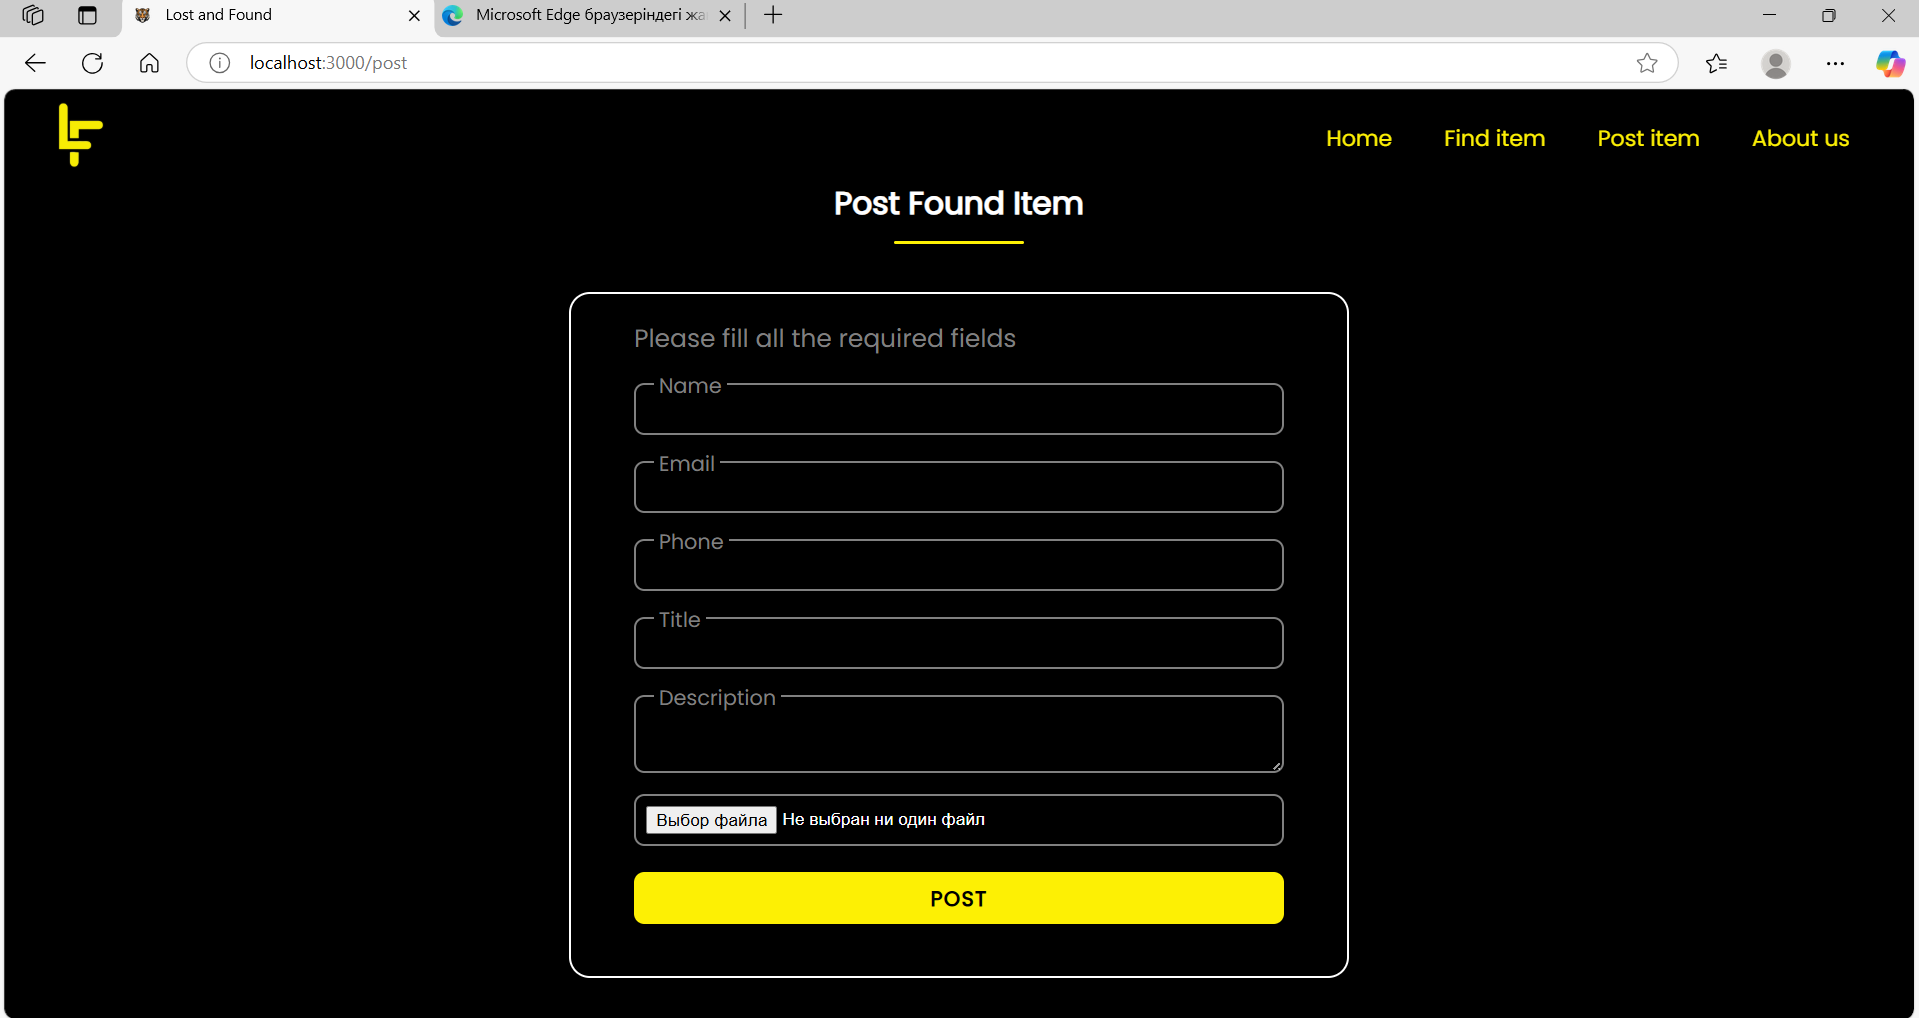 Lost and Found
Microsoft Edge браузеріндегі жа
localhost:3000/post
LF
Home
Find item
Post item
About us
Post Found Item
Please fill all the required fields
Name
Email
Phone
Title
Description
Выбор файла Не выбран ни один файл
POST